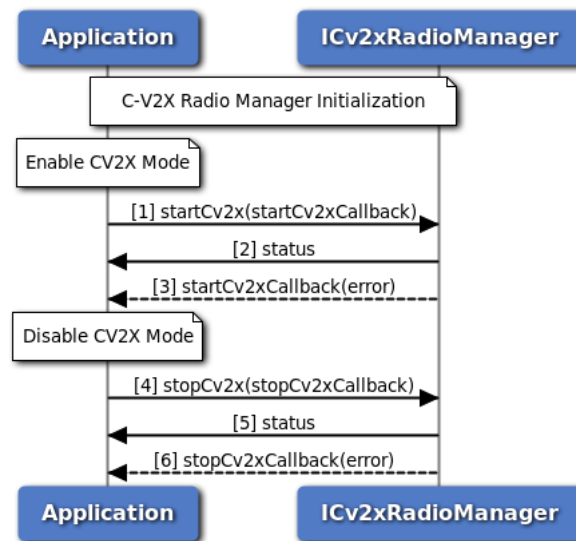 Application
ICv2xRadioManager
C-V2X Radio Manager Initialization
Enable CV2X Mode
[1] startCv2x(startCv2xCallback)
[2] status
[3] startCv2xCallback(error)
Disable CV2X Mode
[4] stopCv2x(stopCv2xCallback)
[5] status
[6] stopCv2xCallback(error)
Application
ICv2xRadioManager